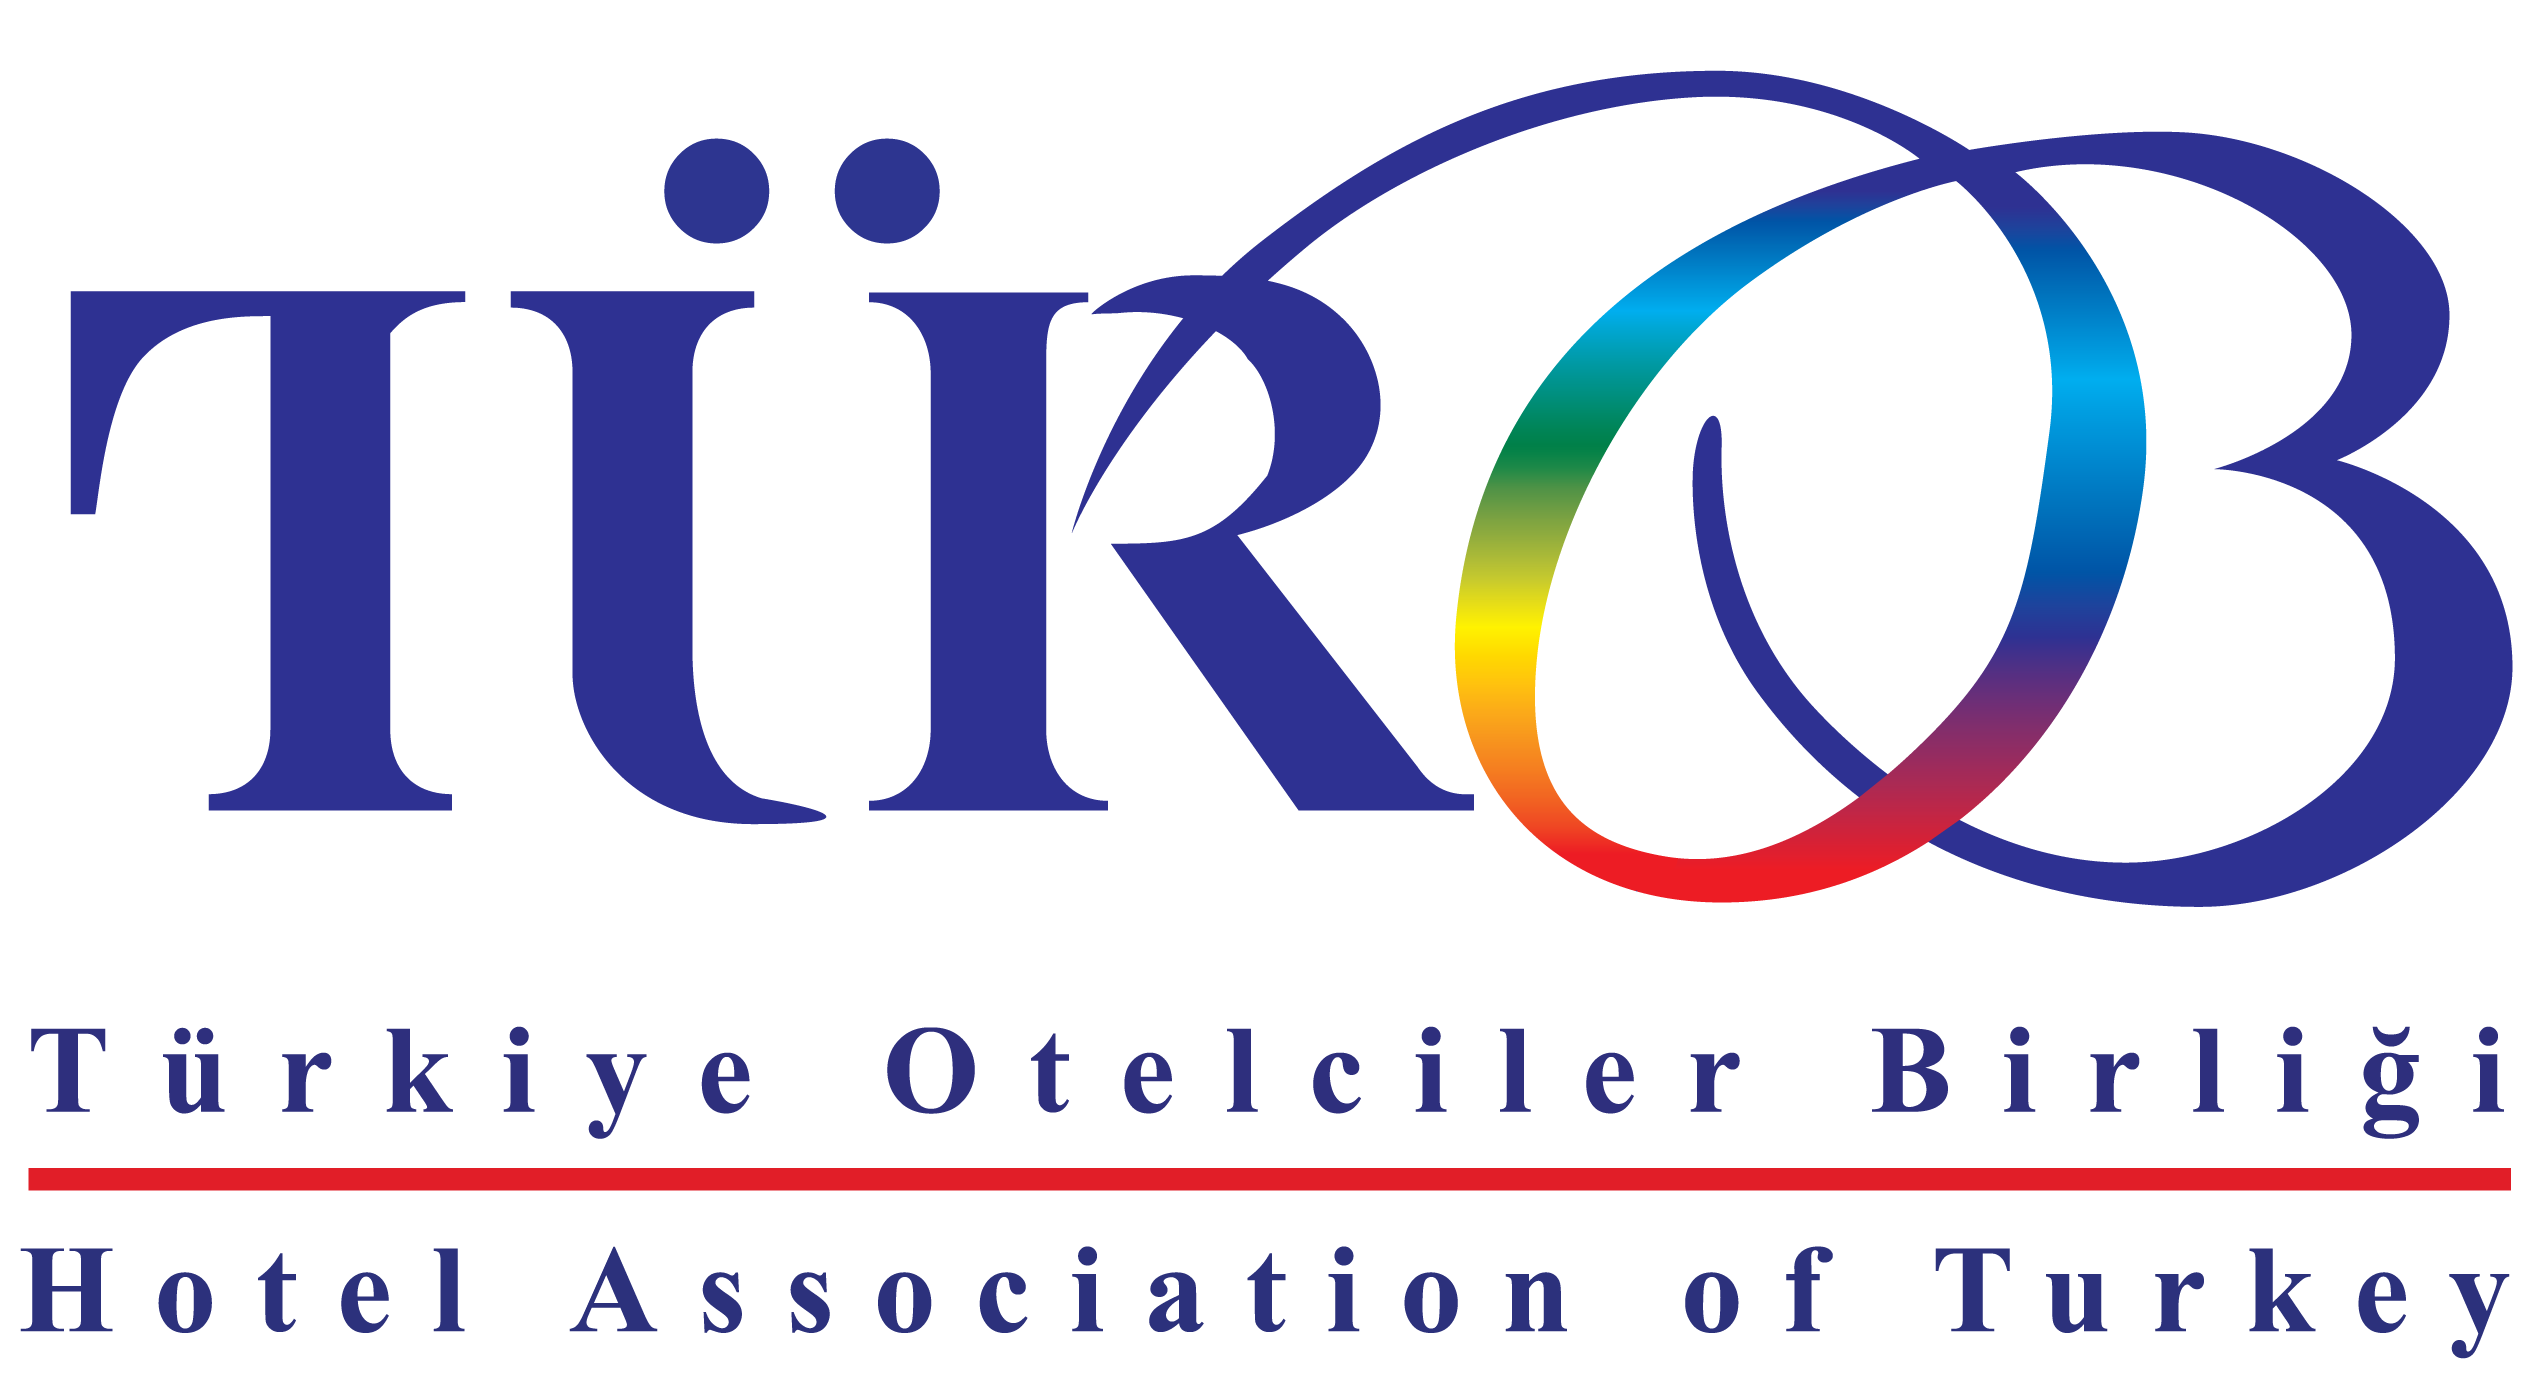 TÜROB
Türkiye Otelciler Birliği
Hotel Association of Turkey